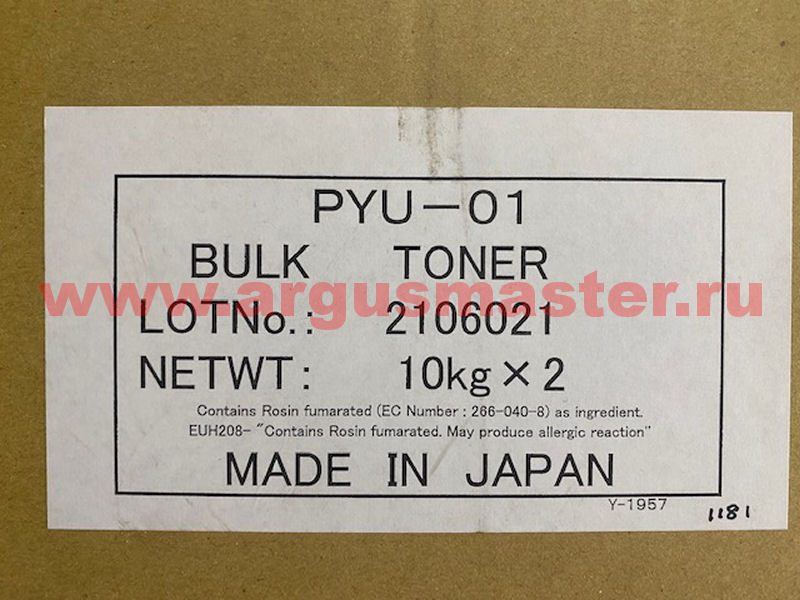 PYU-01
BULK TONER
www.argusmaster.ru
LOTNo.: 2106021
NETWT: 10kg×2
Contains Rosin fumarated (EC Number : 266-040-8) as ingredient.
EUH208- "Contains Rosin fumarated. May produce allergic reaction"
MADE IN JAPAN
Y-1957
1181